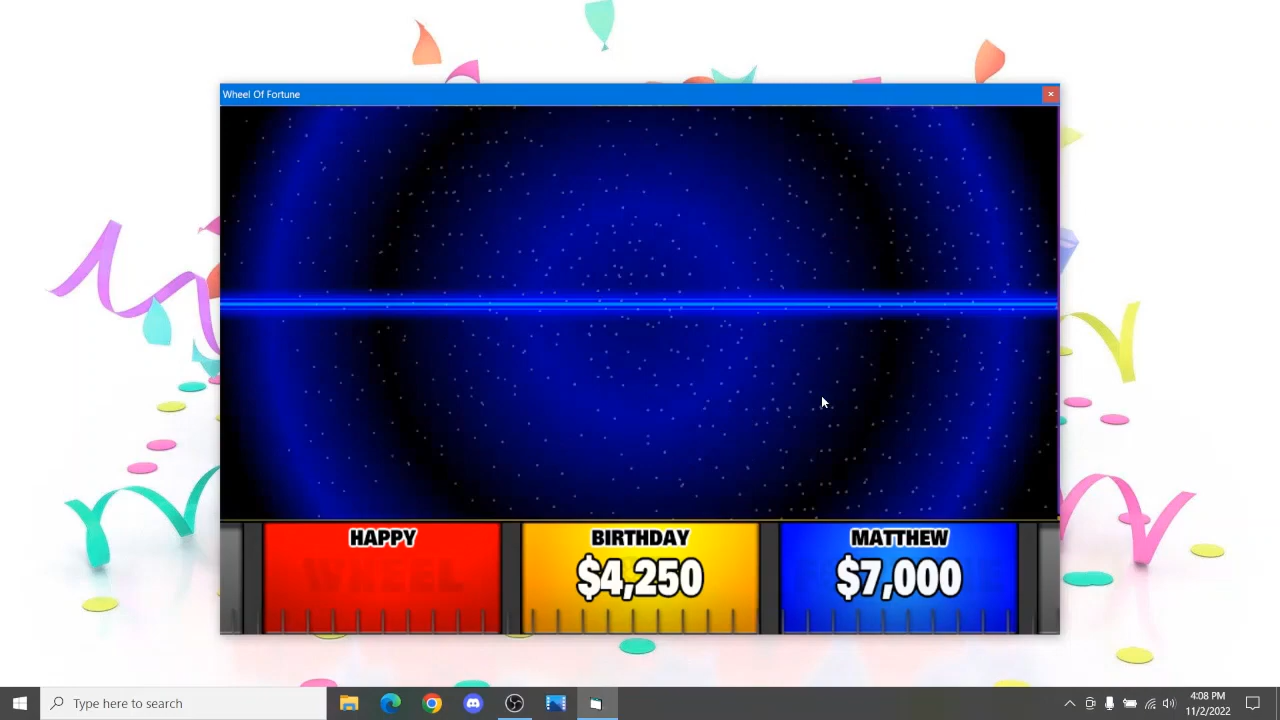 Wheel Of Fortune
HAPPY
WHEEL
BIRTHDAY
$4,250
MATTHEW
$7,000
Type here to search
4:08 PM
11/2/2022